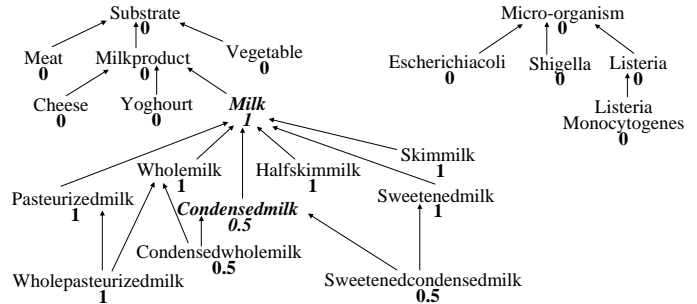 Substrate
0
Micro-organism
0
Meat
0
Milkproduct
0
Vegetable
0
Escherichiacoli
0
Shigella
0
Listeria
0
Cheese
0
Yoghourt
0
Milk
1
Listeria
Monocytogenes
0
Pasteurizedmilk
1
Wholemilk
1
Halfskimmilk
1
Skimmilk
1
Condensedmilk
0.5
Sweetenedmilk
1
Wholepasteurizedmilk
1
Condensedwholemilk
0.5
Sweetenedcondensedmilk
0.5